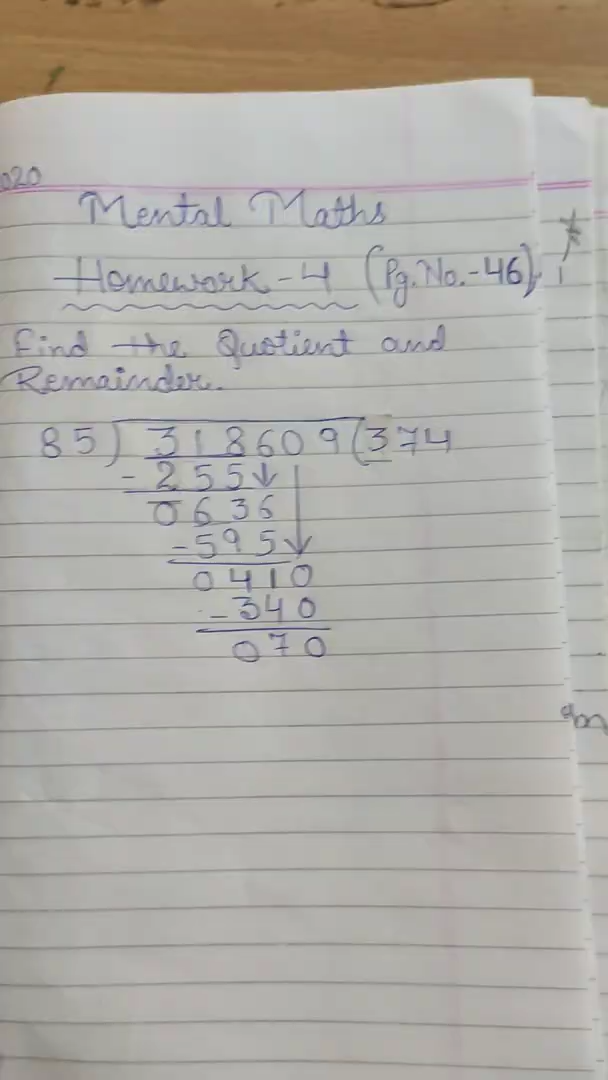 020
Mental Maths
Homework-4 (Pg. No.-46)
Find the Quotient and
Remainder.
85) 318609 (374
- 255↓
0636
-595↓
0410
-340
070